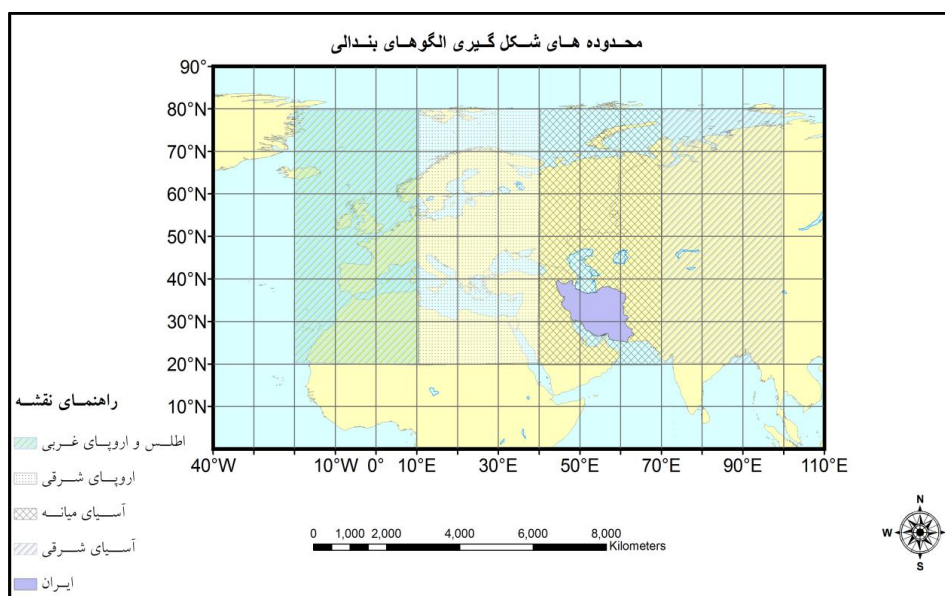 محدوده های شکل گیری الگوهای بندالی
90°
80°N
70°N
60°N
50°N
40°N
30°N
20°N
10°N
40°W 10°W 0° 10°E 30°E 50°E 70°E 90°E 110°E
راهنمای نقشه
اطلس و اروپای غربی
اروپای شرقی
آسیای میانه
آسیای شرقی
ایران
0 1,000 2,000 4,000 6,000 8,000
Kilometers
N
W E
S